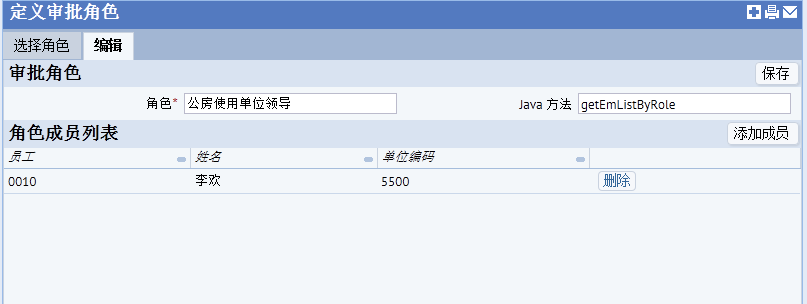 定义审批角色
选择角色 编辑
审批角色 保存
角色* 公房使用单位领导 Java 方法 getEmListByRole
角色成员列表 添加成员
员工 姓名 单位编码
0010 李欢 5500 删除